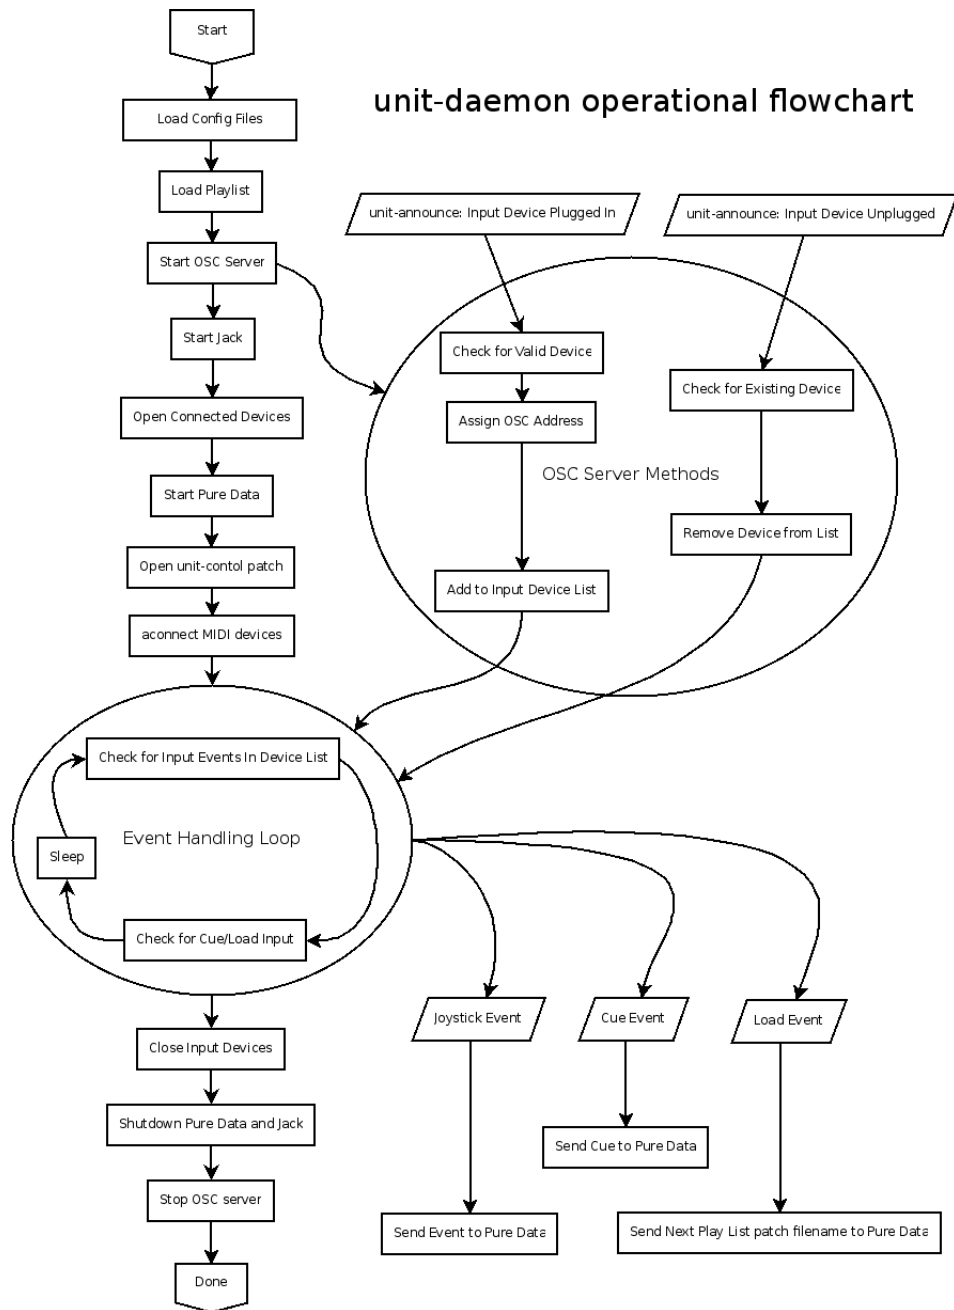 Start
unit-daemon operational flowchart
Load Config Files
Load Playlist
unit-announce: Input Device Plugged In
unit-announce: Input Device Unplugged
Start OSC Server
Start Jack
Check for Valid Device
Check for Existing Device
Open Connected Devices
Assign OSC Address
OSC Server Methods
Start Pure Data
Remove Device from List
Open unit-contol patch
Add to Input Device List
aconnect MIDI devices
Check for Input Events In Device List
Event Handling Loop
Sleep
Check for Cue/Load Input
Joystick Event
Cue Event
Load Event
Close Input Devices
Shutdown Pure Data and Jack
Send Cue to Pure Data
Stop OSC server
Send Event to Pure Data
Send Next Play List patch filename to Pure Data
Done